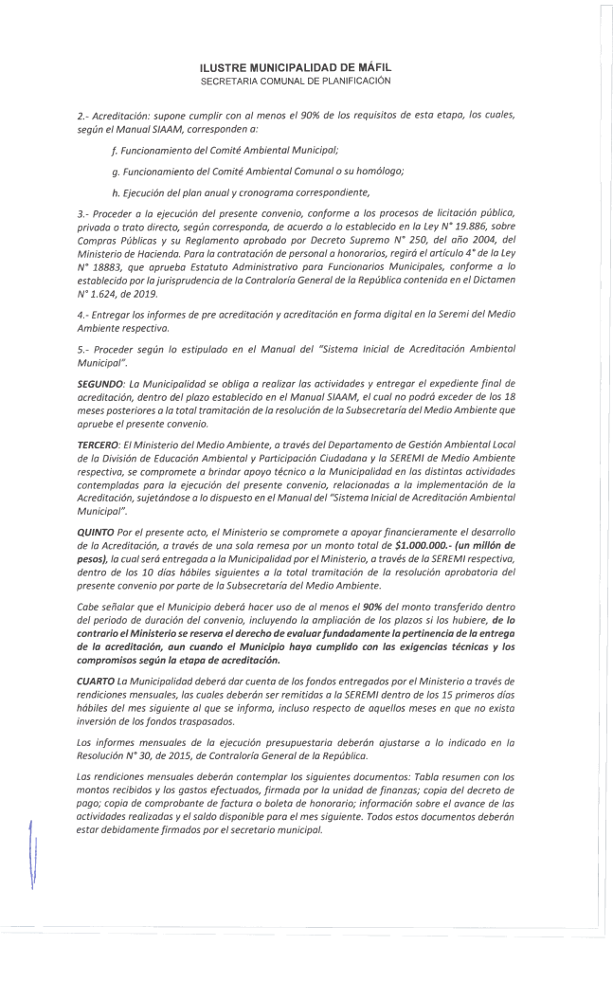 ILUSTRE MUNICIPALIDAD DE MÁFIL
SECRETARIA COMUNAL DE PLANIFICACIÓN
2.- Acreditación: supone cumplir con al menos el 90% de los requisitos de esta etapa, los cuales,
según el Manual SIAAM, corresponden a:
f. Funcionamiento del Comité Ambiental Municipal;
g. Funcionamiento del Comité Ambiental Comunal o su homólogo;
h. Ejecución del plan anual y cronograma correspondiente,
3.- Proceder a la ejecución del presente convenio, conforme a los procesos de licitación pública,
privada o trato directo, según corresponda, de acuerdo a lo establecido en la Ley N° 19.886, sobre
Compras Públicas y su Reglamento aprobado por Decreto Supremo N° 250, del año 2004, del
Ministerio de Hacienda. Para la contratación de personal a honorarios, regirá el artículo 4° de la Ley
N° 18883, que aprueba Estatuto Administrativo para Funcionarios Municipales, conforme a lo
establecido por la jurisprudencia de la Contraloría General de la República contenida en el Dictamen
N° 1.624, de 2019.
4.- Entregar los informes de pre acreditación y acreditación en forma digital en la Seremi del Medio
Ambiente respectiva.
5.- Proceder según lo estipulado en el Manual del “Sistema Inicial de Acreditación Ambiental
Municipal”.
SEGUNDO: La Municipalidad se obliga a realizar las actividades y entregar el expediente final de
acreditación, dentro del plazo establecido en el Manual SIAAM, el cual no podrá exceder de los 18
meses posteriores a la total tramitación de la resolución de la Subsecretaría del Medio Ambiente que
apruebe el presente convenio.
TERCERO: El Ministerio del Medio Ambiente, a través del Departamento de Gestión Ambiental Local
de la División de Educación Ambiental y Participación Ciudadana y la SEREMI de Medio Ambiente
respectiva, se compromete a brindar apoyo técnico a la Municipalidad en las distintas actividades
contempladas para la ejecución del presente convenio, relacionadas a la implementación de la
Acreditación, sujetándose a lo dispuesto en el Manual del “Sistema Inicial de Acreditación Ambiental
Municipal”.
QUINTO Por el presente acto, el Ministerio se compromete a apoyar financieramente el desarrollo
de la Acreditación, a través de una sola remesa por un monto total de $1.000.000.- (un millón de
pesos), la cual será entregada a la Municipalidad por el Ministerio, a través de la SEREMI respectiva,
dentro de los 10 días hábiles siguientes a la total tramitación de la resolución aprobatoria del
presente convenio por parte de la Subsecretaría del Medio Ambiente.
Cabe señalar que el Municipio deberá hacer uso de al menos el 90% del monto transferido dentro
del periodo de duración del convenio, incluyendo la ampliación de los plazos si los hubiere, de lo
contrario el Ministerio se reserva el derecho de evaluar fundadamente la pertinencia de la entrega
de la acreditación, aun cuando el Municipio haya cumplido con las exigencias técnicas y los
compromisos según la etapa de acreditación.
CUARTO La Municipalidad deberá dar cuenta de los fondos entregados por el Ministerio a través de
rendiciones mensuales, las cuales deberán ser remitidas a la SEREMI dentro de los 15 primeros días
hábiles del mes siguiente al que se informa, incluso respecto de aquellos meses en que no exista
inversión de los fondos traspasados.
Los informes mensuales de la ejecución presupuestaria deberán ajustarse a lo indicado en la
Resolución N° 30, de 2015, de Contraloría General de la República.
Las rendiciones mensuales deberán contemplar los siguientes documentos: Tabla resumen con los
montos recibidos y los gastos efectuados, firmada por la unidad de finanzas; copia del decreto de
pago; copia de comprobante de factura o boleta de honorario; información sobre el avance de las
actividades realizadas y el saldo disponible para el mes siguiente. Todos estos documentos deberán
estar debidamente firmados por el secretario municipal.